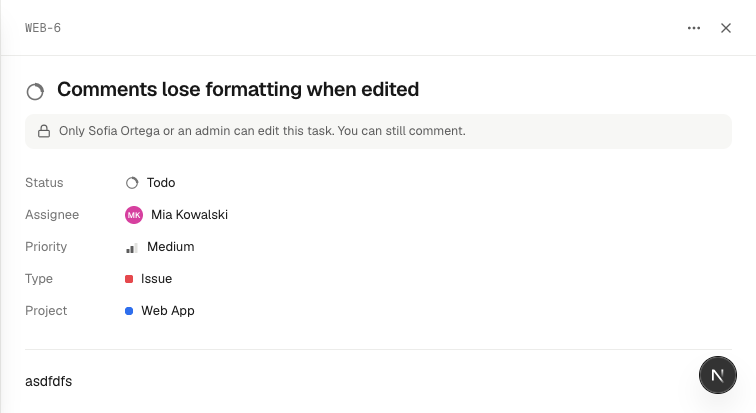 WEB-6
Comments lose formatting when edited
Only Sofia Ortega or an admin can edit this task. You can still comment.
Status Todo
Assignee MK Mia Kowalski
Priority Medium
Type Issue
Project Web App
asdfdfs
N